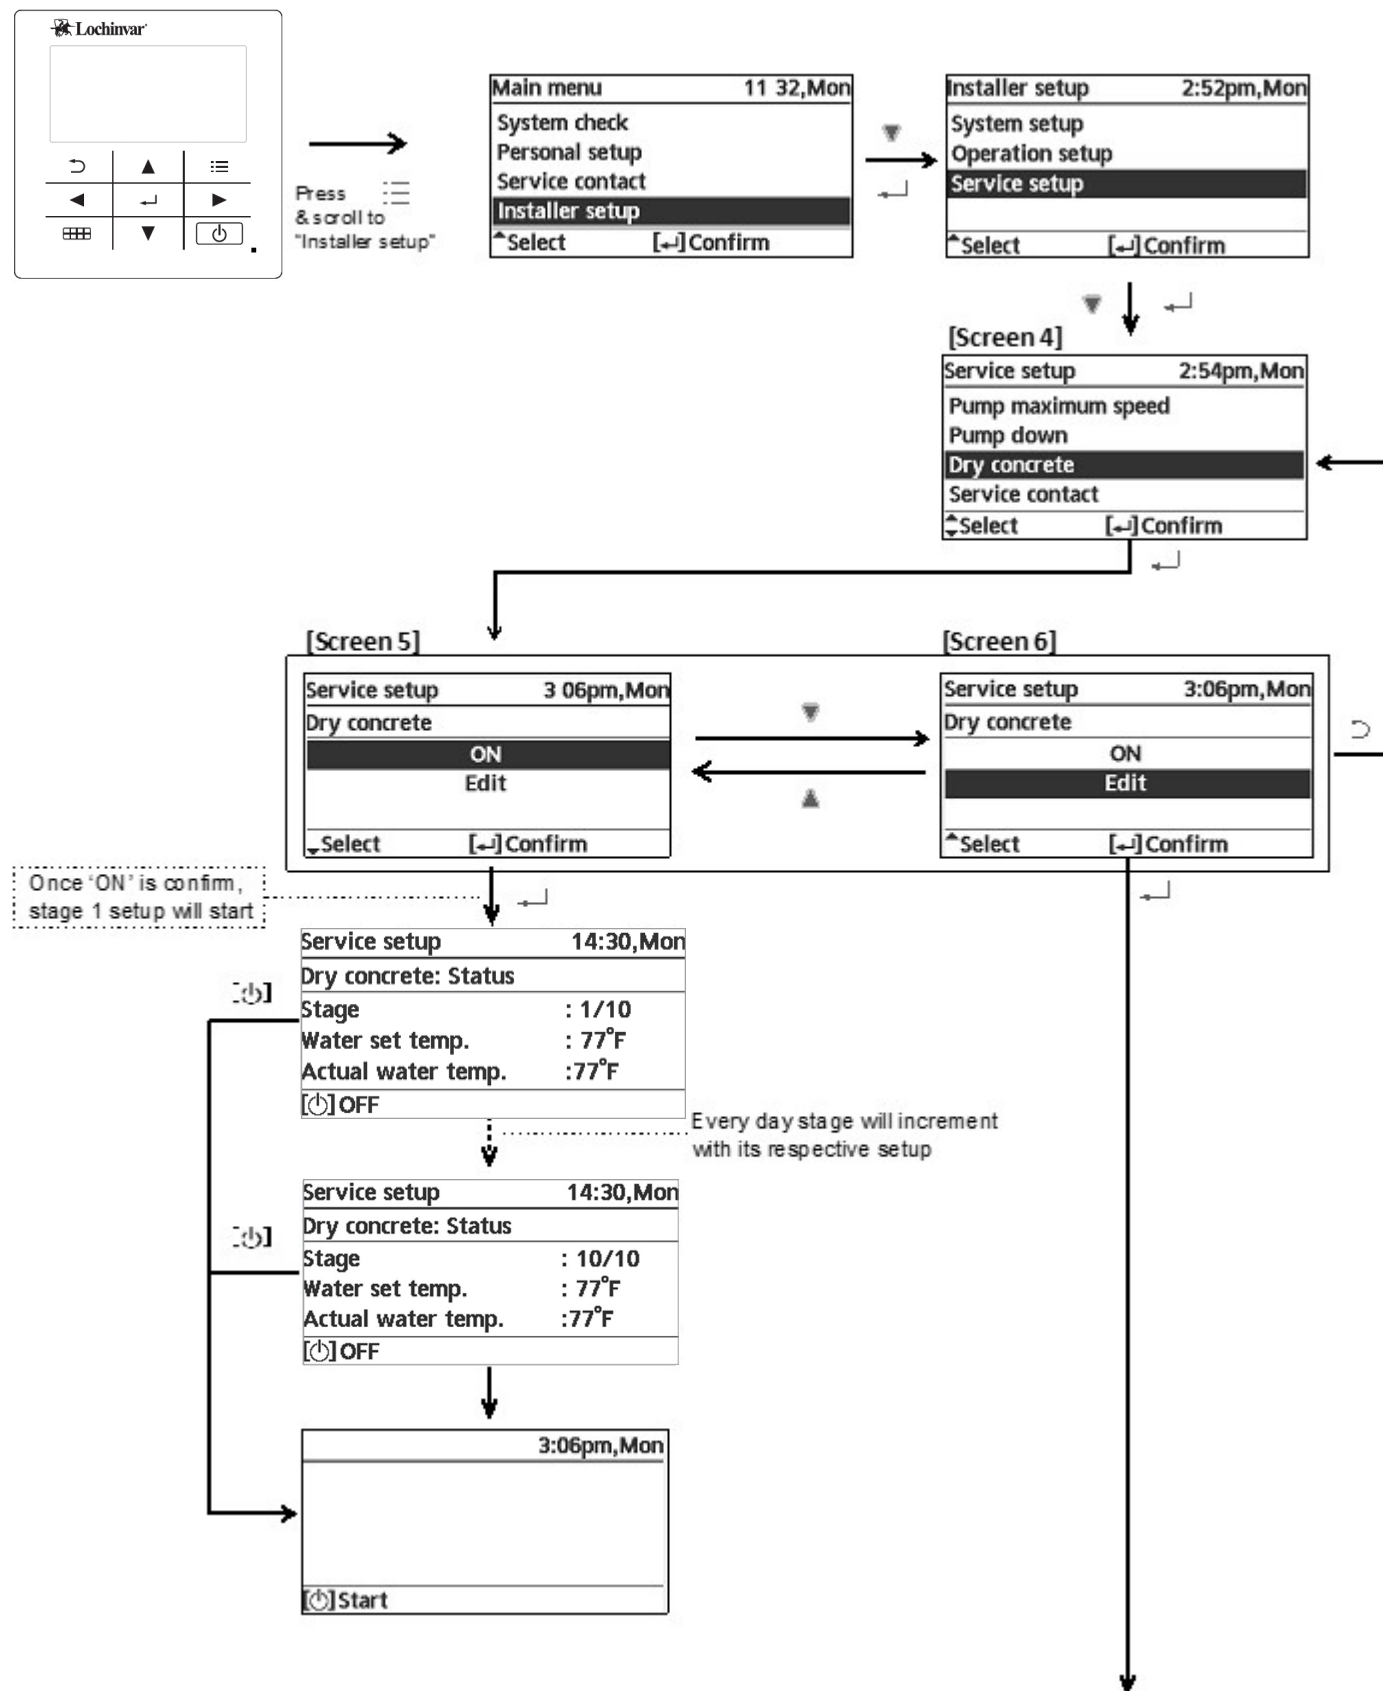 Lochinvar
Press
& scroll to
"Installer setup"
Main menu 11 32,Mon
System check
Personal setup
Service contact
Installer setup
Select [↵] Confirm
Installer setup 2:52pm,Mon
System setup
Operation setup
Service setup
Select [↵] Confirm
[Screen 4]
Service setup 2:54pm,Mon
Pump maximum speed
Pump down
Dry concrete
Service contact
Select [↵] Confirm
[Screen 5]
Service setup 3 06pm,Mon
Dry concrete
ON
Edit
Select [↵] Confirm
[Screen 6]
Service setup 3:06pm,Mon
Dry concrete
ON
Edit
Select [↵] Confirm
Once 'ON' is confirm,
stage 1 setup will start
Service setup 14:30,Mon
Dry concrete: Status
Stage : 1/10
Water set temp. : 77°F
Actual water temp. :77°F
[⏻] OFF
Every day stage will increment
with its respective setup
Service setup 14:30,Mon
Dry concrete: Status
Stage : 10/10
Water set temp. : 77°F
Actual water temp. :77°F
[⏻] OFF
3:06pm,Mon
[⏻] Start